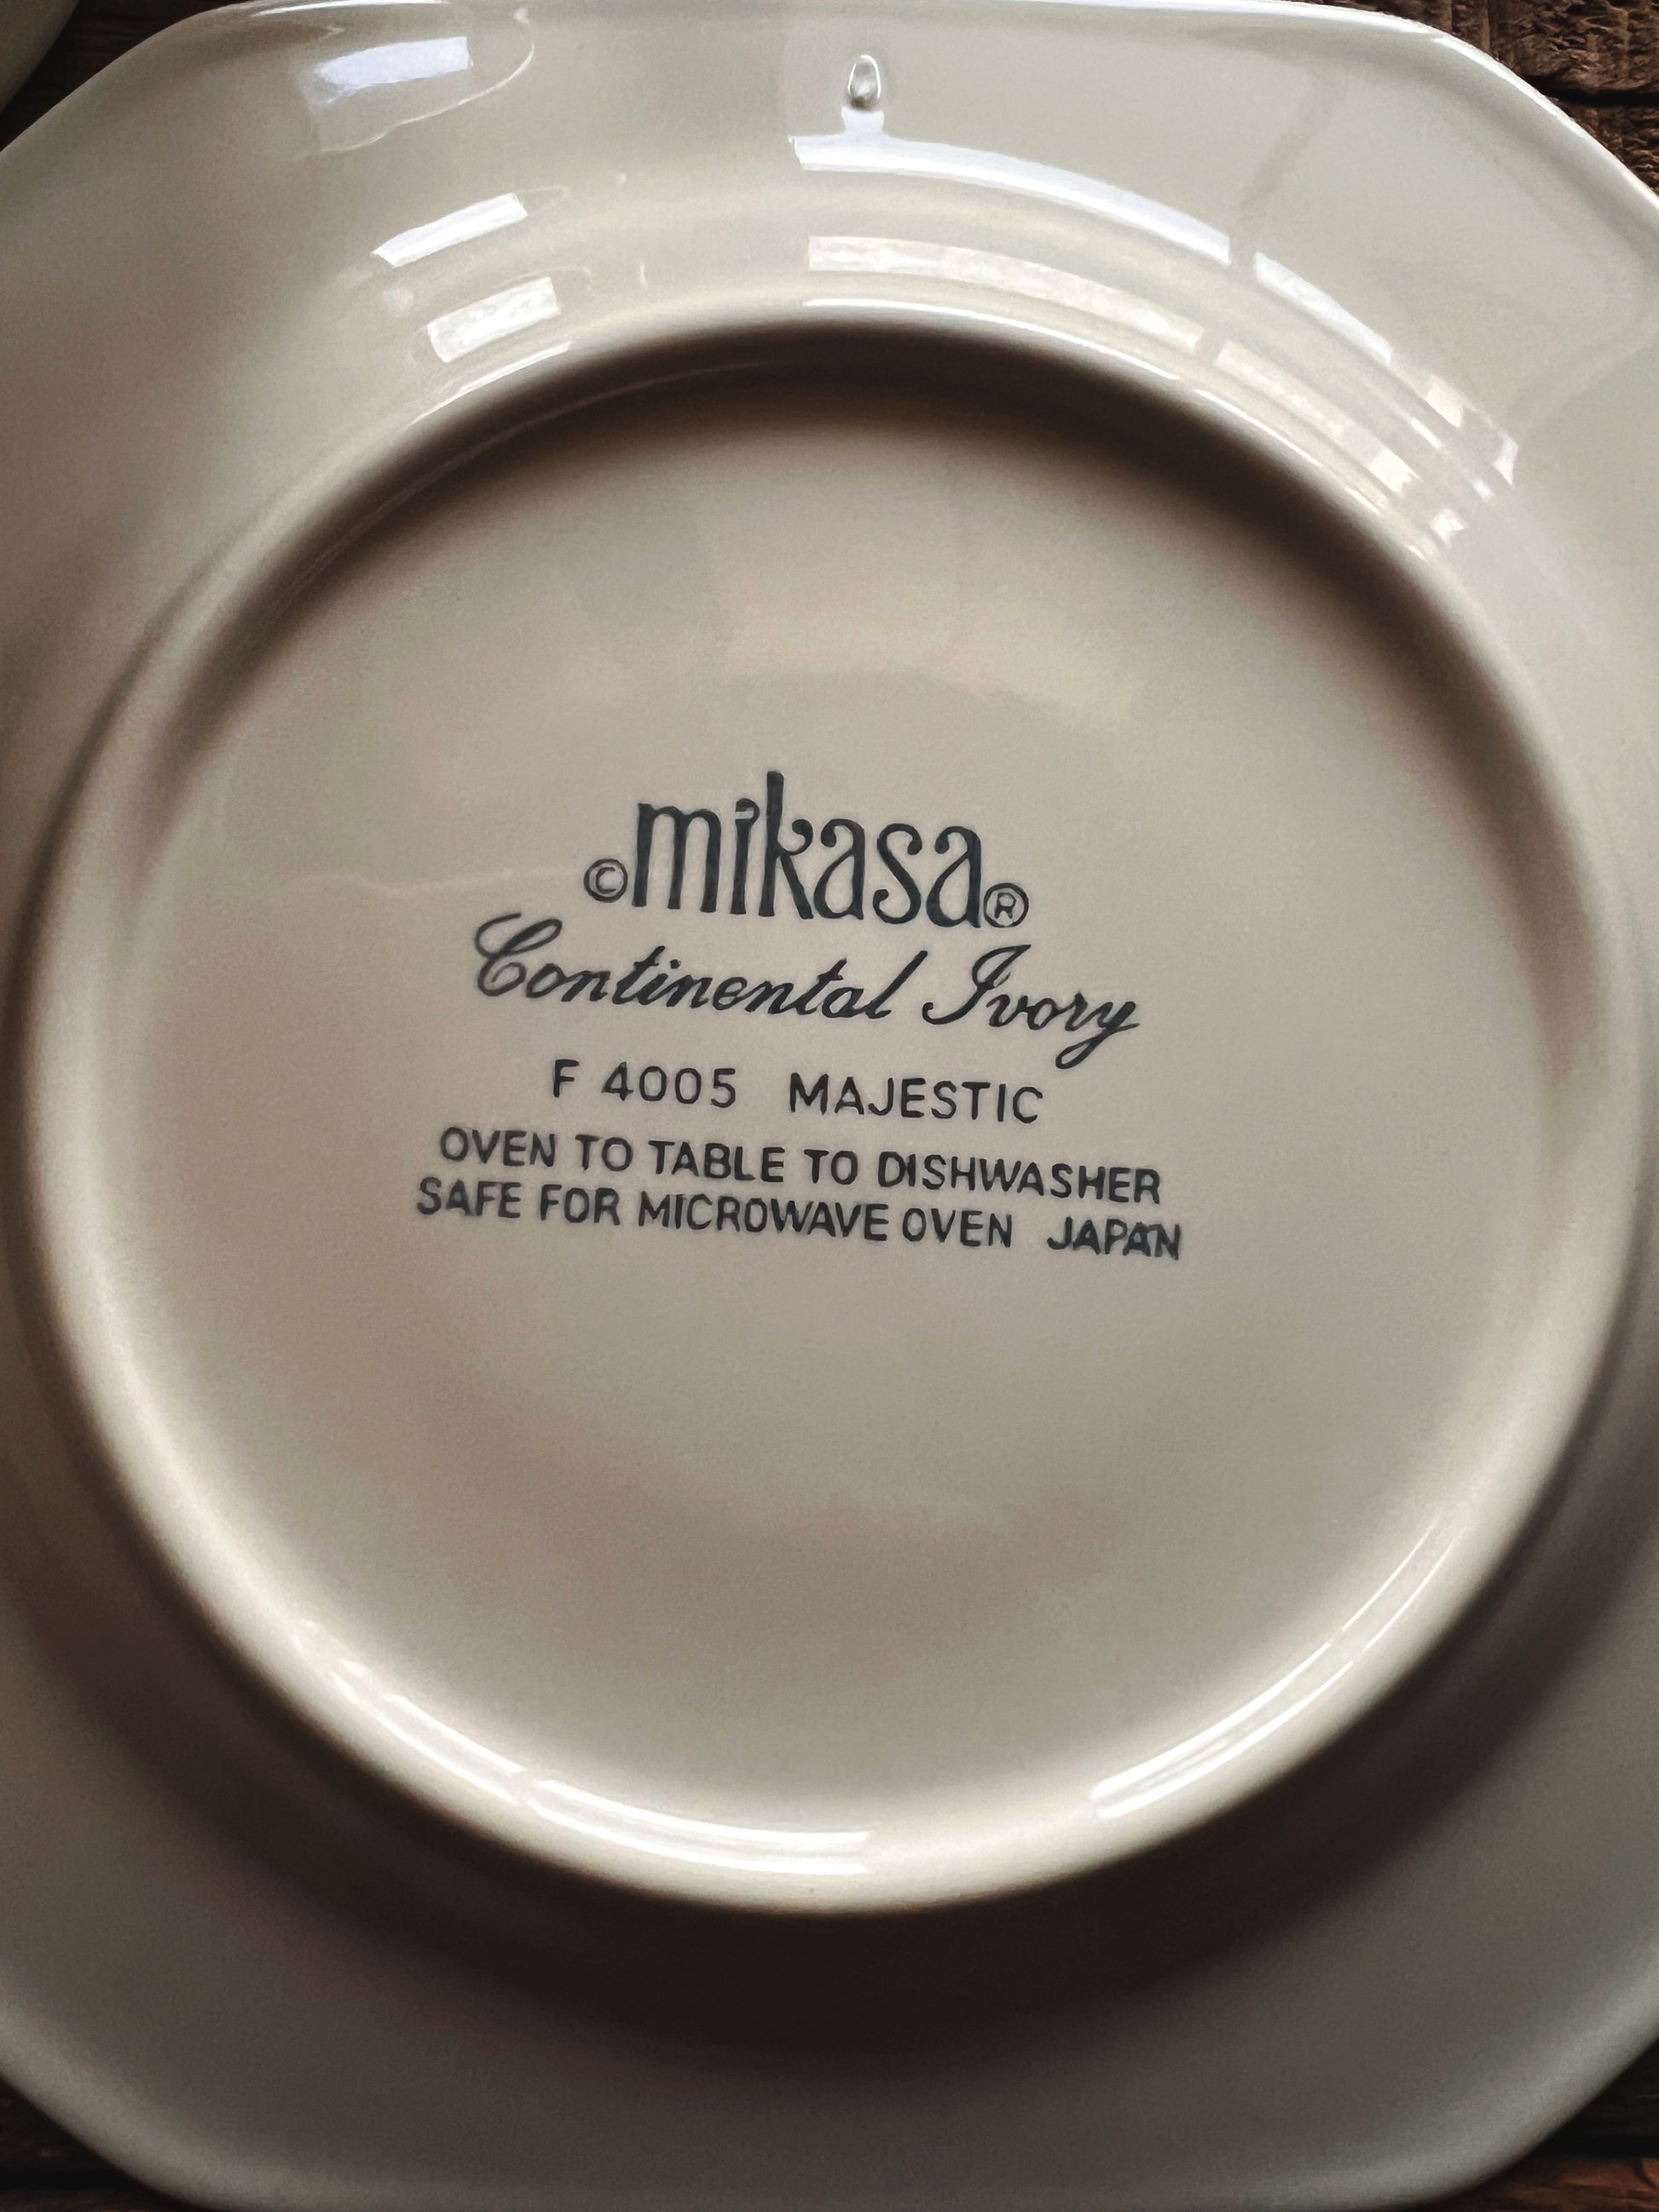 ©mikasa®
Continental Ivory
F 4005 MAJESTIC
OVEN TO TABLE TO DISHWASHER
SAFE FOR MICROWAVE OVEN JAPAN